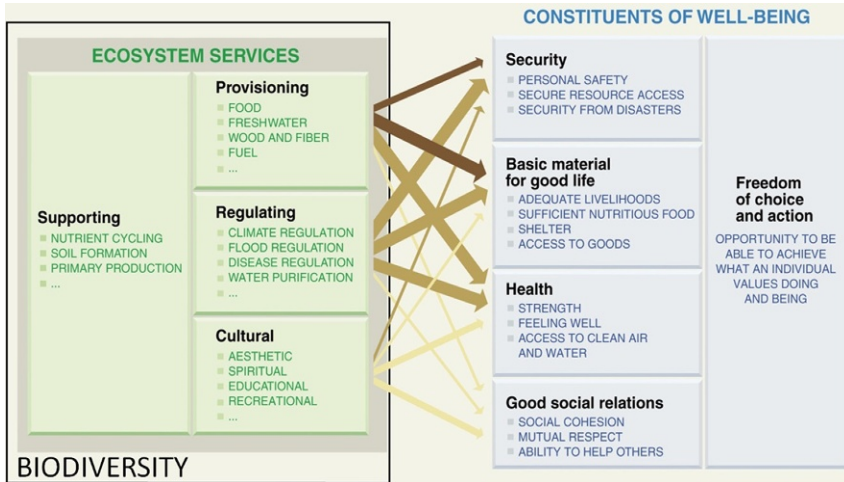 CONSTITUENTS OF WELL-BEING
ECOSYSTEM SERVICES
Supporting
NUTRIENT CYCLING
SOIL FORMATION
PRIMARY PRODUCTION
...
Provisioning
FOOD
FRESHWATER
WOOD AND FIBER
FUEL
...
Regulating
CLIMATE REGULATION
FLOOD REGULATION
DISEASE REGULATION
WATER PURIFICATION
...
Cultural
AESTHETIC
SPIRITUAL
EDUCATIONAL
RECREATIONAL
...
BIODIVERSITY
Security
PERSONAL SAFETY
SECURE RESOURCE ACCESS
SECURITY FROM DISASTERS
Basic material
for good life
ADEQUATE LIVELIHOODS
SUFFICIENT NUTRITIOUS FOOD
SHELTER
ACCESS TO GOODS
Health
STRENGTH
FEELING WELL
ACCESS TO CLEAN AIR
AND WATER
Good social relations
SOCIAL COHESION
MUTUAL RESPECT
ABILITY TO HELP OTHERS
Freedom
of choice
and action
OPPORTUNITY TO BE
ABLE TO ACHIEVE
WHAT AN INDIVIDUAL
VALUES DOING
AND BEING